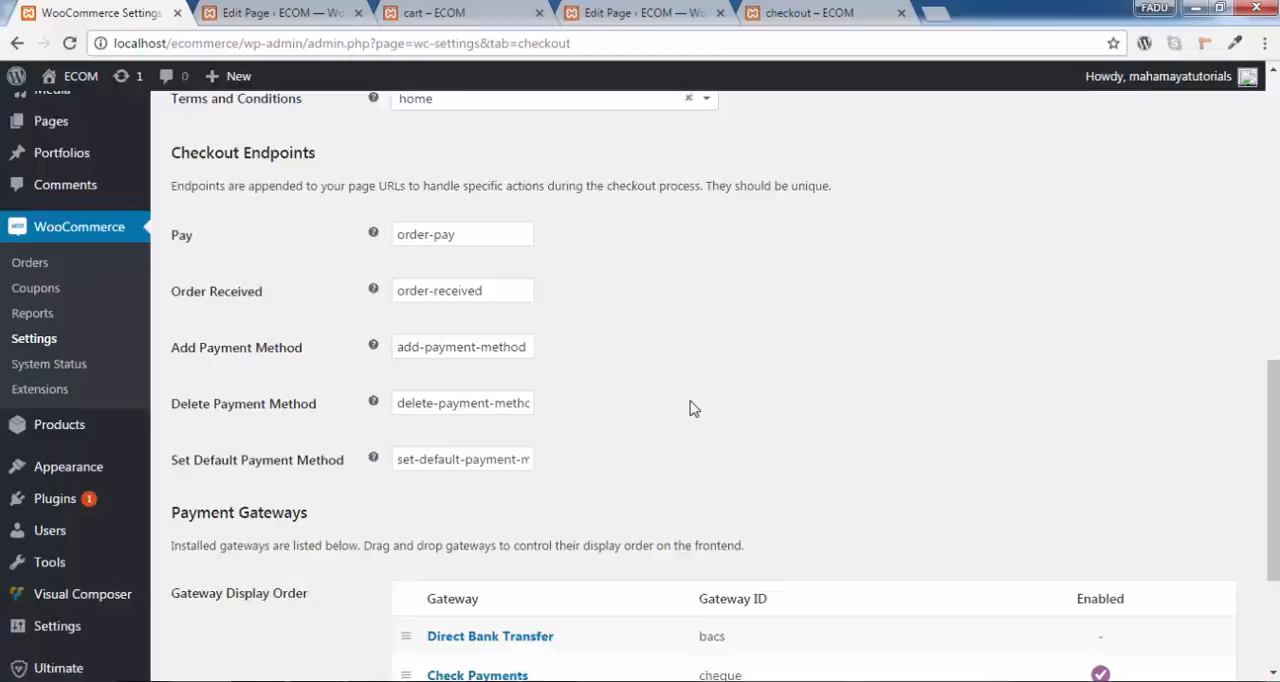 WooCommerce Settings
Edit Page ‹ ECOM — Wo
cart – ECOM
Edit Page ‹ ECOM — Wo
checkout – ECOM
FADU
localhost/ecommerce/wp-admin/admin.php?page=wc-settings&tab=checkout
ECOM
1
0
New
Howdy, mahamayatutorials
Media
Pages
Portfolios
Comments
WooCommerce
Orders
Coupons
Reports
Settings
System Status
Extensions
Products
Appearance
Plugins 1
Users
Tools
Visual Composer
Settings
Ultimate
Terms and Conditions
home
Checkout Endpoints
Endpoints are appended to your page URLs to handle specific actions during the checkout process. They should be unique.
Pay
order-pay
Order Received
order-received
Add Payment Method
add-payment-method
Delete Payment Method
delete-payment-methc
Set Default Payment Method
set-default-payment-m
Payment Gateways
Installed gateways are listed below. Drag and drop gateways to control their display order on the frontend.
Gateway Display Order
Gateway Gateway ID Enabled
Direct Bank Transfer bacs -
Check Payments cheque